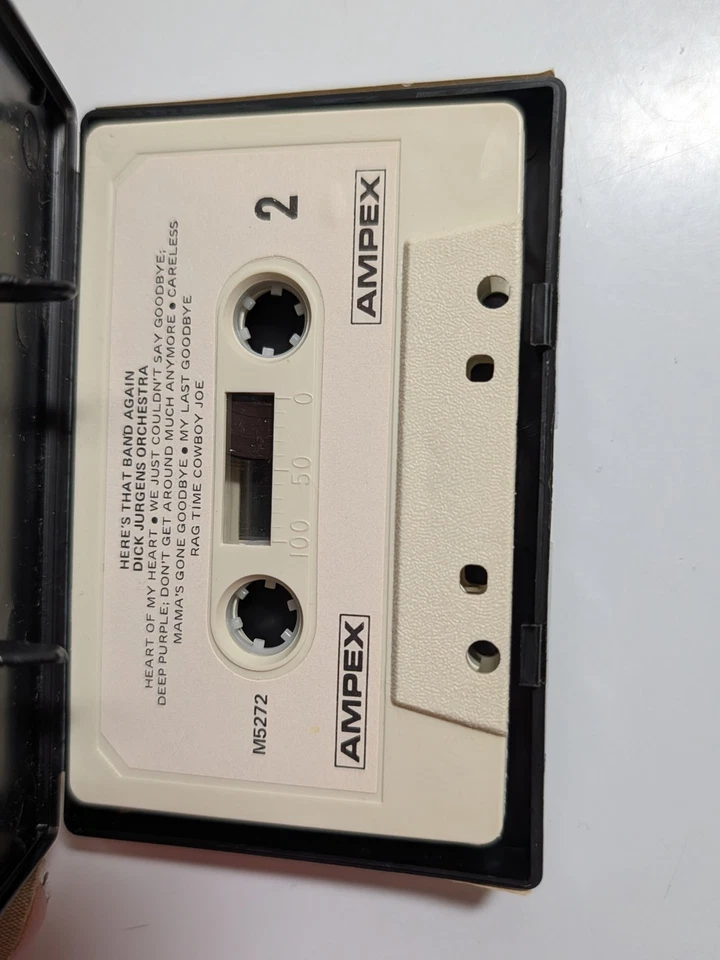 HERE'S THAT BAND AGAIN
DICK JURGENS ORCHESTRA
HEART OF MY HEART ● WE JUST COULDN'T SAY GOODBYE;
DEEP PURPLE; DON'T GET AROUND MUCH ANYMORE ● CARELESS
MAMA'S GONE GOODBYE ● MY LAST GOODBYE
RAG TIME COWBOY JOE
M5272
2
100 50 0
AMPEX
AMPEX